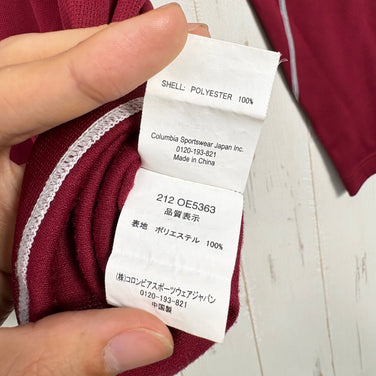 SHELL: POLYESTER 100%
Columbia Sportswear Japan Inc.
0120-193-821
Made in China
212 OE5363
品質表示
表地 ポリエステル 100%
(株)コロンビアスポーツウェアジャパン
0120-193-821
中国製